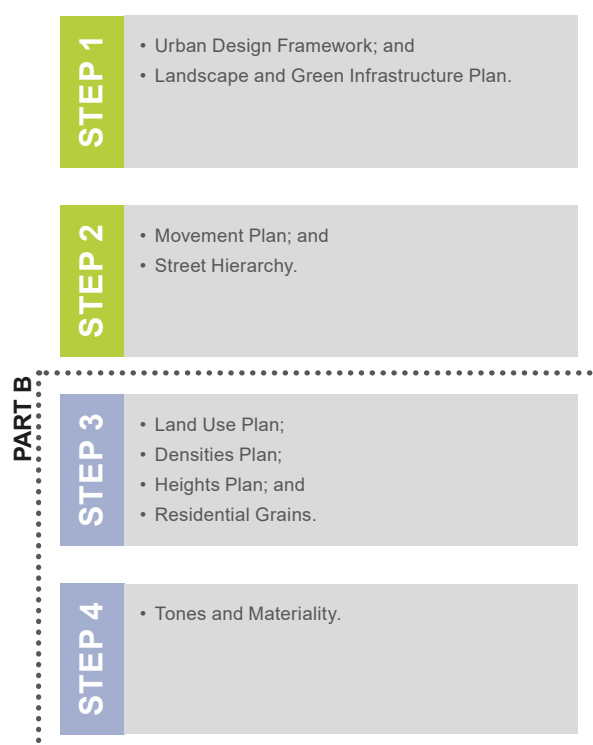 STEP 1
• Urban Design Framework; and
• Landscape and Green Infrastructure Plan.
STEP 2
• Movement Plan; and
• Street Hierarchy.
PART B
STEP 3
• Land Use Plan;
• Densities Plan;
• Heights Plan; and
• Residential Grains.
STEP 4
• Tones and Materiality.